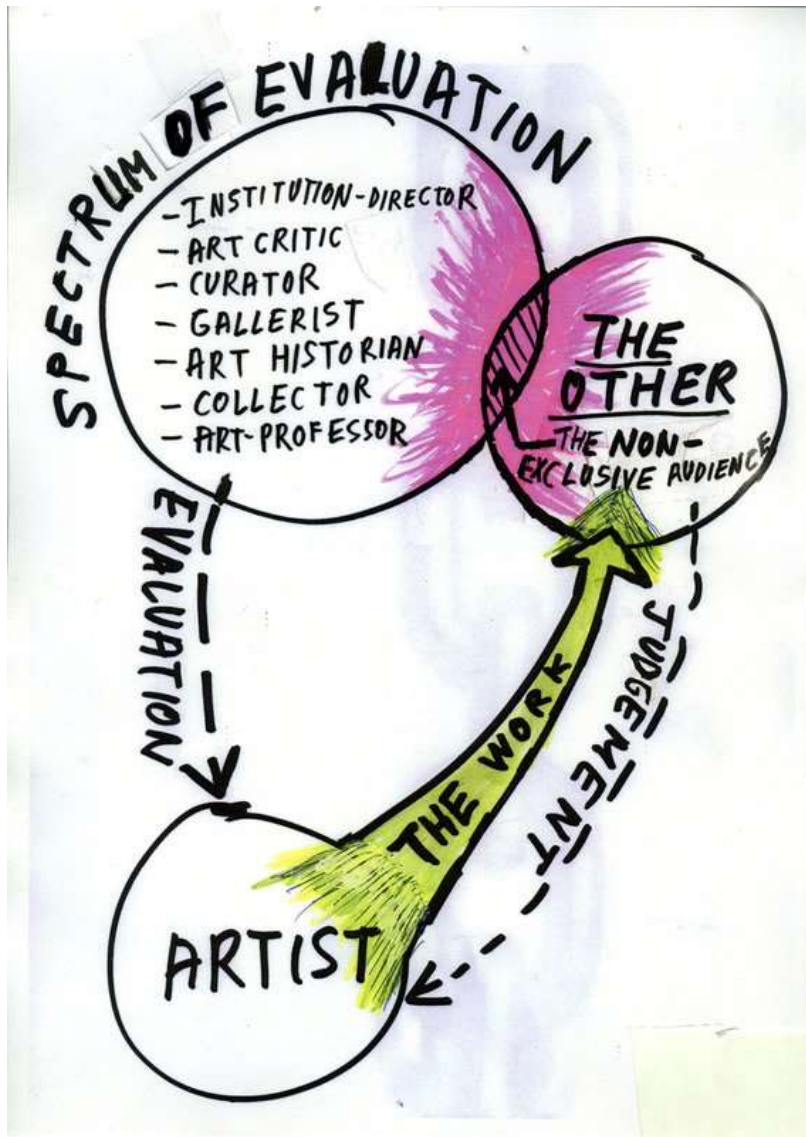 SPECTRUM OF EVALUATION
-INSTITUTION-DIRECTOR
-ART CRITIC
-CURATOR
-GALLERIST
-ART HISTORIAN
-COLLECTOR
-ART-PROFESSOR
THE
OTHER
THE NON-
EXCLUSIVE AUDIENCE
EVALUATION
THE WORK
JUDGEMENT
ARTIST